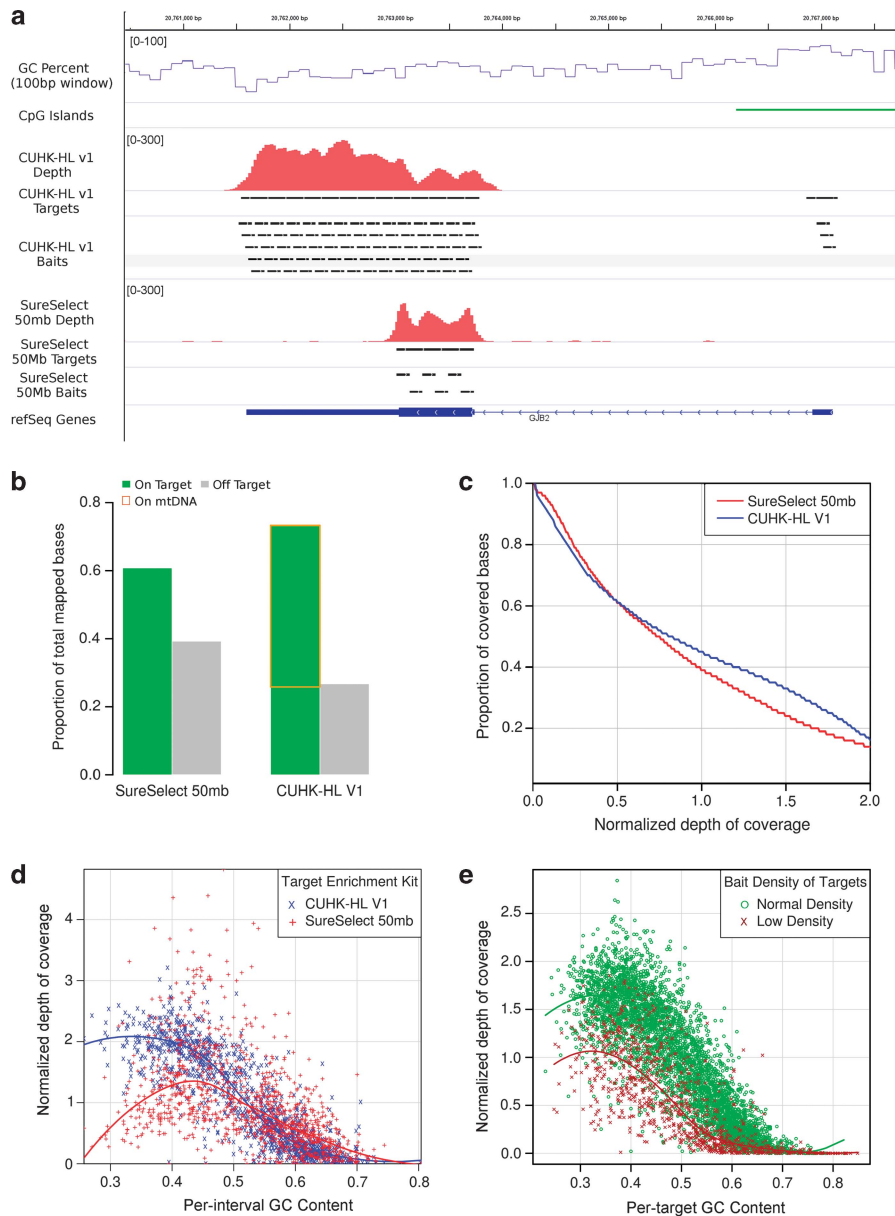 a
20,761,000 bp 20,762,000 bp 20,763,000 bp 20,764,000 bp 20,765,000 bp 20,766,000 bp 20,767,000 bp
[0-100]
GC Percent
(100bp window)
CpG Islands
[0-300]
CUHK-HL v1
Depth
CUHK-HL v1
Targets
CUHK-HL v1
Baits
[0-300]
SureSelect
50mb Depth
SureSelect
50Mb Targets
SureSelect
50Mb Baits
refSeq Genes
GJB2
b
On Target Off Target
On mtDNA
Proportion of total mapped bases
0.8
0.6
0.4
0.2
0.0
SureSelect 50mb CUHK-HL V1
c
SureSelect 50mb
CUHK-HL V1
Proportion of covered bases
1.0
0.8
0.6
0.4
0.2
0.0 0.5 1.0 1.5 2.0
Normalized depth of coverage
d
Target Enrichment Kit
CUHK-HL V1
SureSelect 50mb
Normalized depth of coverage
4
3
2
1
0
0.3 0.4 0.5 0.6 0.7 0.8
Per-interval GC Content
e
Bait Density of Targets
Normal Density
Low Density
Normalized depth of coverage
2.5
2.0
1.5
1.0
0.5
0.0
0.3 0.4 0.5 0.6 0.7 0.8
Per-target GC Content